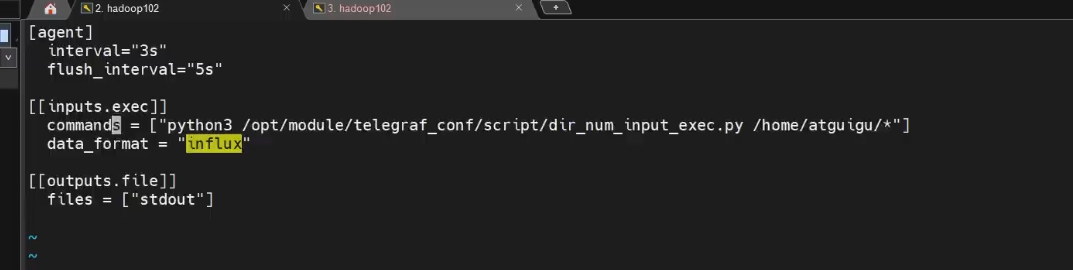 2. hadoop102
3. hadoop102
[agent]
  interval="3s"
  flush_interval="5s"

[[inputs.exec]]
  commands = ["python3 /opt/module/telegraf_conf/script/dir_num_input_exec.py /home/atguigu/*"]
  data_format = "influx"

[[outputs.file]]
  files = ["stdout"]

~
~